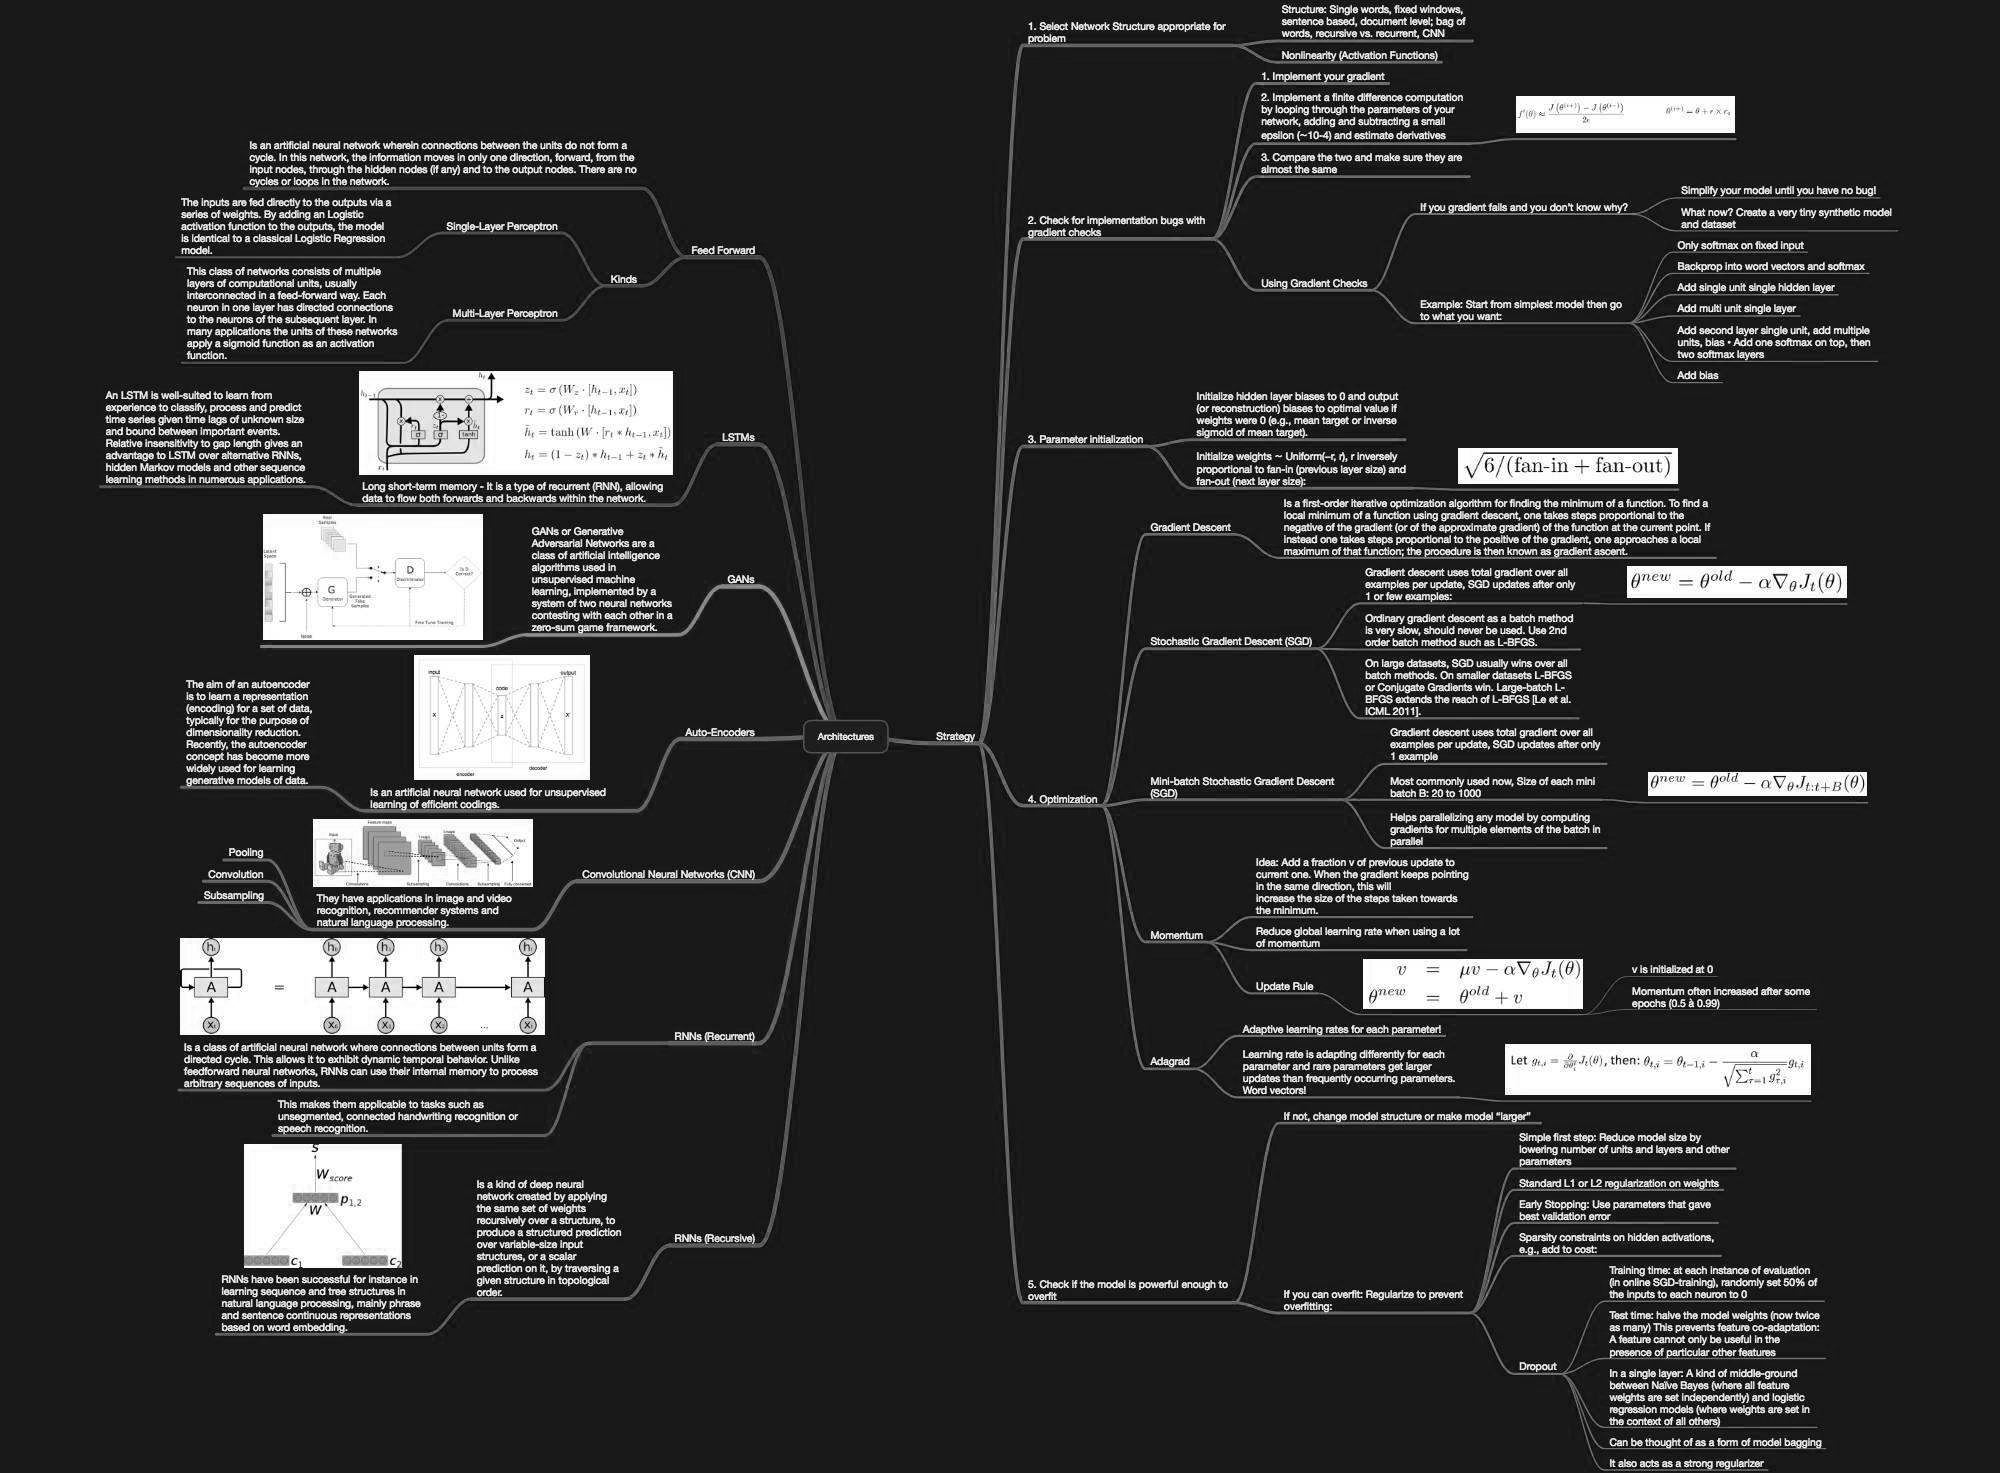 Architectures
Feed Forward
Is an artificial neural network wherein connections between the units do not form a
cycle. In this network, the information moves in only one direction, forward, from the
input nodes, through the hidden nodes (if any) and to the output nodes. There are no
cycles or loops in the network.
Kinds
Single-Layer Perceptron
The inputs are fed directly to the outputs via a
series of weights. By adding an Logistic
activation function to the outputs, the model
is identical to a classical Logistic Regression
model.
Multi-Layer Perceptron
This class of networks consists of multiple
layers of computational units, usually
interconnected in a feed-forward way. Each
neuron in one layer has directed connections
to the neurons of the subsequent layer. In
many applications the units of these networks
apply a sigmoid function as an activation
function.
LSTMs
z_t = σ (W_z · [h_{t−1}, x_t])
r_t = σ (W_r · [h_{t−1}, x_t])
h̃_t = tanh (W · [r_t * h_{t−1}, x_t])
h_t = (1 − z_t) * h_{t−1} + z_t * h̃_t
Long short-term memory - It is a type of recurrent (RNN), allowing
data to flow both forwards and backwards within the network.
An LSTM is well-suited to learn from
experience to classify, process and predict
time series given time lags of unknown size
and bound between important events.
Relative insensitivity to gap length gives an
advantage to LSTM over alternative RNNs,
hidden Markov models and other sequence
learning methods in numerous applications.
GANs
GANs or Generative
Adversarial Networks are a
class of artificial intelligence
algorithms used in
unsupervised machine
learning, implemented by a
system of two neural networks
contesting with each other in a
zero-sum game framework.
Real
Samples
Latent
Space
G
Generator
D
Discriminator
Is D
Correct?
Generated
Fake
Samples
Fine Tune Training
Noise
Auto-Encoders
input
output
code
x
z
x
encoder
decoder
Is an artificial neural network used for unsupervised
learning of efficient codings.
The aim of an autoencoder
is to learn a representation
(encoding) for a set of data,
typically for the purpose of
dimensionality reduction.
Recently, the autoencoder
concept has become more
widely used for learning
generative models of data.
Convolutional Neural Networks (CNN)
Input
Feature maps
Output
Convolutions
Subsampling
Convolutions
Subsampling
Fully connected
They have applications in image and video
recognition, recommender systems and
natural language processing.
Pooling
Convolution
Subsampling
RNNs (Recurrent)
A
=
A
A
A
A
...
Is a class of artificial neural network where connections between units form a
directed cycle. This allows it to exhibit dynamic temporal behavior. Unlike
feedforward neural networks, RNNs can use their internal memory to process
arbitrary sequences of inputs.
This makes them applicable to tasks such as
unsegmented, connected handwriting recognition or
speech recognition.
RNNs (Recursive)
Is a kind of deep neural
network created by applying
the same set of weights
recursively over a structure, to
produce a structured prediction
over variable-size input
structures, or a scalar
prediction on it, by traversing a
given structure in topological
order.
S
W_score
p_{1,2}
W
c_1
c_2
RNNs have been successful for instance in
learning sequence and tree structures in
natural language processing, mainly phrase
and sentence continuous representations
based on word embedding.
Strategy
1. Select Network Structure appropriate for
problem
Structure: Single words, fixed windows,
sentence based, document level; bag of
words, recursive vs. recurrent, CNN
Nonlinearity (Activation Functions)
2. Check for implementation bugs with
gradient checks
1. Implement your gradient
2. Implement a finite difference computation
by looping through the parameters of your
network, adding and subtracting a small
epsilon (~10-4) and estimate derivatives
3. Compare the two and make sure they are
almost the same
Using Gradient Checks
If you gradient fails and you don't know why?
Simplify your model until you have no bug!
What now? Create a very tiny synthetic model
and dataset
Example: Start from simplest model then go
to what you want:
Only softmax on fixed input
Backprop into word vectors and softmax
Add single unit single hidden layer
Add multi unit single layer
Add second layer single unit, add multiple
units, bias • Add one softmax on top, then
two softmax layers
Add bias
3. Parameter initialization
Initialize hidden layer biases to 0 and output
(or reconstruction) biases to optimal value if
weights were 0 (e.g., mean target or inverse
sigmoid of mean target).
Initialize weights ~ Uniform(−r, r), r inversely
proportional to fan-in (previous layer size) and
fan-out (next layer size):
√6/(fan-in + fan-out)
4. Optimization
Gradient Descent
Is a first-order iterative optimization algorithm for finding the minimum of a function. To find a
local minimum of a function using gradient descent, one takes steps proportional to the
negative of the gradient (or of the approximate gradient) of the function at the current point. If
instead one takes steps proportional to the positive of the gradient, one approaches a local
maximum of that function; the procedure is then known as gradient ascent.
Stochastic Gradient Descent (SGD)
Gradient descent uses total gradient over all
examples per update, SGD updates after only
1 or few examples:
θ^new = θ^old − α∇_θ J_t(θ)
Ordinary gradient descent as a batch method
is very slow, should never be used. Use 2nd
order batch method such as L-BFGS.
On large datasets, SGD usually wins over all
batch methods. On smaller datasets L-BFGS
or Conjugate Gradients win. Large-batch L-
BFGS extends the reach of L-BFGS [Le et al.
ICML 2011].
Mini-batch Stochastic Gradient Descent
(SGD)
Gradient descent uses total gradient over all
examples per update, SGD updates after only
1 example
Most commonly used now, Size of each mini
batch B: 20 to 1000
θ^new = θ^old − α∇_θ J_{t:t+B}(θ)
Helps parallelizing any model by computing
gradients for multiple elements of the batch in
parallel
Momentum
Idea: Add a fraction v of previous update to
current one. When the gradient keeps pointing
in the same direction, this will
increase the size of the steps taken towards
the minimum.
Reduce global learning rate when using a lot
of momentum
Update Rule
v = μv − α∇_θ J_t(θ)
θ^new = θ^old + v
v is initialized at 0
Momentum often increased after some
epochs (0.5 à 0.99)
Adagrad
Adaptive learning rates for each parameter!
Learning rate is adapting differently for each
parameter and rare parameters get larger
updates than frequently occurring parameters.
Word vectors!
Let g_{t,i} = ∂/∂θ_i^t J_t(θ), then: θ_{t,i} = θ_{t−1,i} − α/√(Σ_{τ=1}^t g²_{τ,i}) g_{t,i}
5. Check if the model is powerful enough to
overfit
If not, change model structure or make model “larger”
If you can overfit: Regularize to prevent
overfitting:
Simple first step: Reduce model size by
lowering number of units and layers and other
parameters
Standard L1 or L2 regularization on weights
Early Stopping: Use parameters that gave
best validation error
Sparsity constraints on hidden activations,
e.g., add to cost:
Dropout
Training time: at each instance of evaluation
(in online SGD-training), randomly set 50% of
the inputs to each neuron to 0
Test time: halve the model weights (now twice
as many) This prevents feature co-adaptation:
A feature cannot only be useful in the
presence of particular other features
In a single layer: A kind of middle-ground
between Naïve Bayes (where all feature
weights are set independently) and logistic
regression models (where weights are set in
the context of all others)
Can be thought of as a form of model bagging
It also acts as a strong regularizer